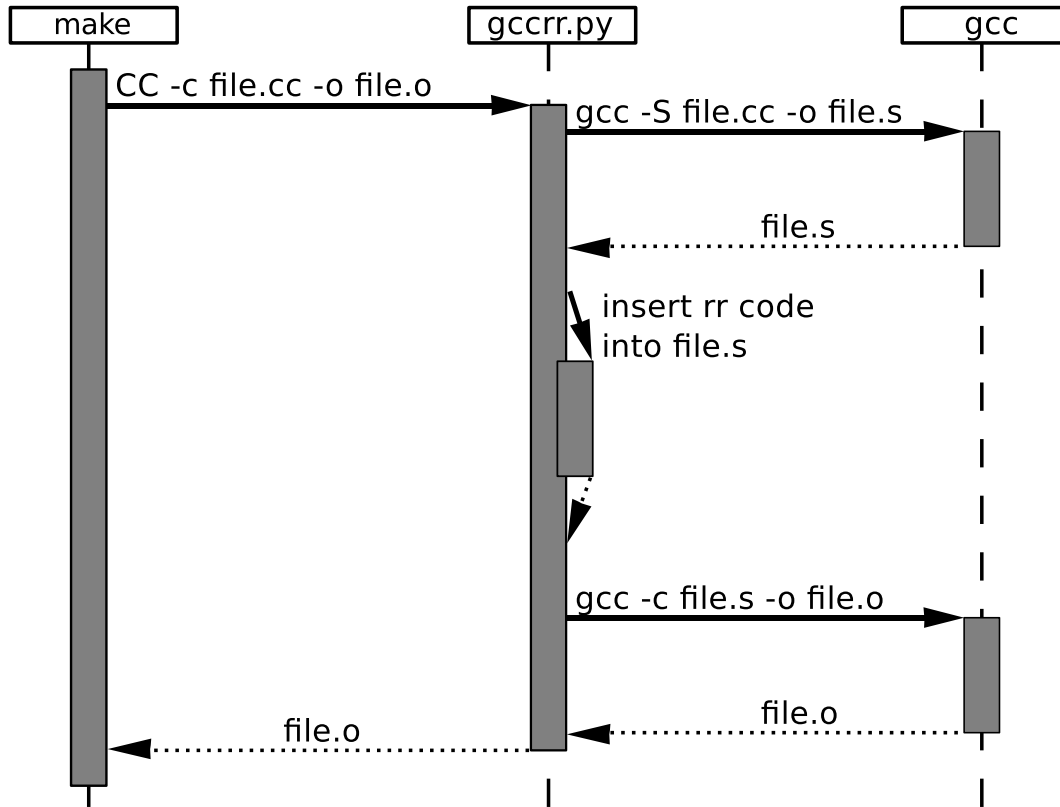 make
gccrr.py
gcc
CC -c file.cc -o file.o
gcc -S file.cc -o file.s
file.s
insert rr code
into file.s
gcc -c file.s -o file.o
file.o
file.o